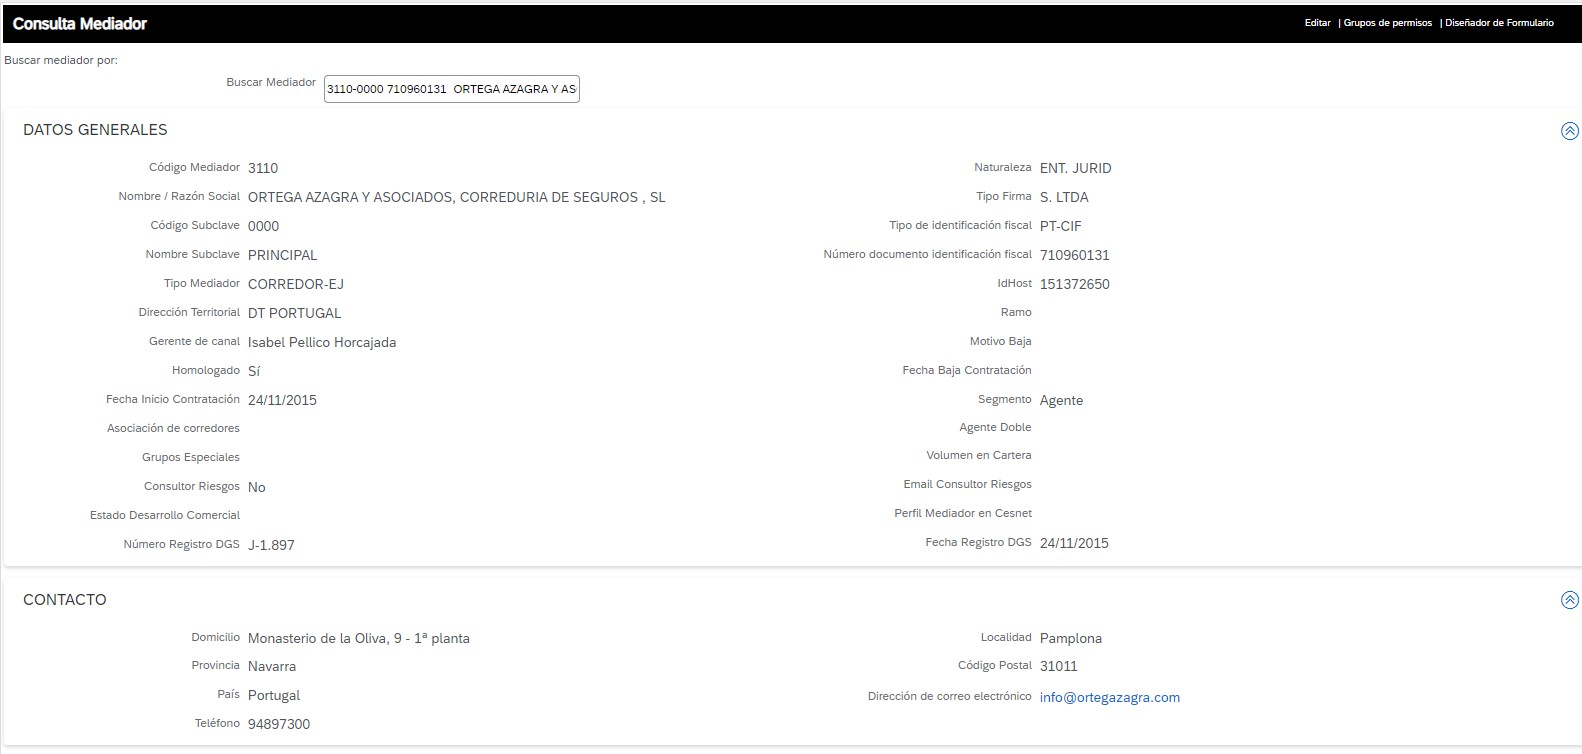 Consulta Mediador
Editar | Grupos de permisos | Diseñador de Formulario
Buscar mediador por:
Buscar Mediador 3110-0000 710960131 ORTEGA AZAGRA Y AS
DATOS GENERALES
Código Mediador 3110
Nombre / Razón Social ORTEGA AZAGRA Y ASOCIADOS, CORREDURIA DE SEGUROS , SL
Código Subclave 0000
Nombre Subclave PRINCIPAL
Tipo Mediador CORREDOR-EJ
Dirección Territorial DT PORTUGAL
Gerente de canal Isabel Pellico Horcajada
Homologado Sí
Fecha Inicio Contratación 24/11/2015
Asociación de corredores
Grupos Especiales
Consultor Riesgos No
Estado Desarrollo Comercial
Número Registro DGS J-1.897
Naturaleza ENT. JURID
Tipo Firma S. LTDA
Tipo de identificación fiscal PT-CIF
Número documento identificación fiscal 710960131
IdHost 151372650
Ramo
Motivo Baja
Fecha Baja Contratación
Segmento Agente
Agente Doble
Volumen en Cartera
Email Consultor Riesgos
Perfil Mediador en Cesnet
Fecha Registro DGS 24/11/2015
CONTACTO
Domicilio Monasterio de la Oliva, 9 - 1ª planta
Provincia Navarra
País Portugal
Teléfono 94897300
Localidad Pamplona
Código Postal 31011
Dirección de correo electrónico info@ortegazagra.com